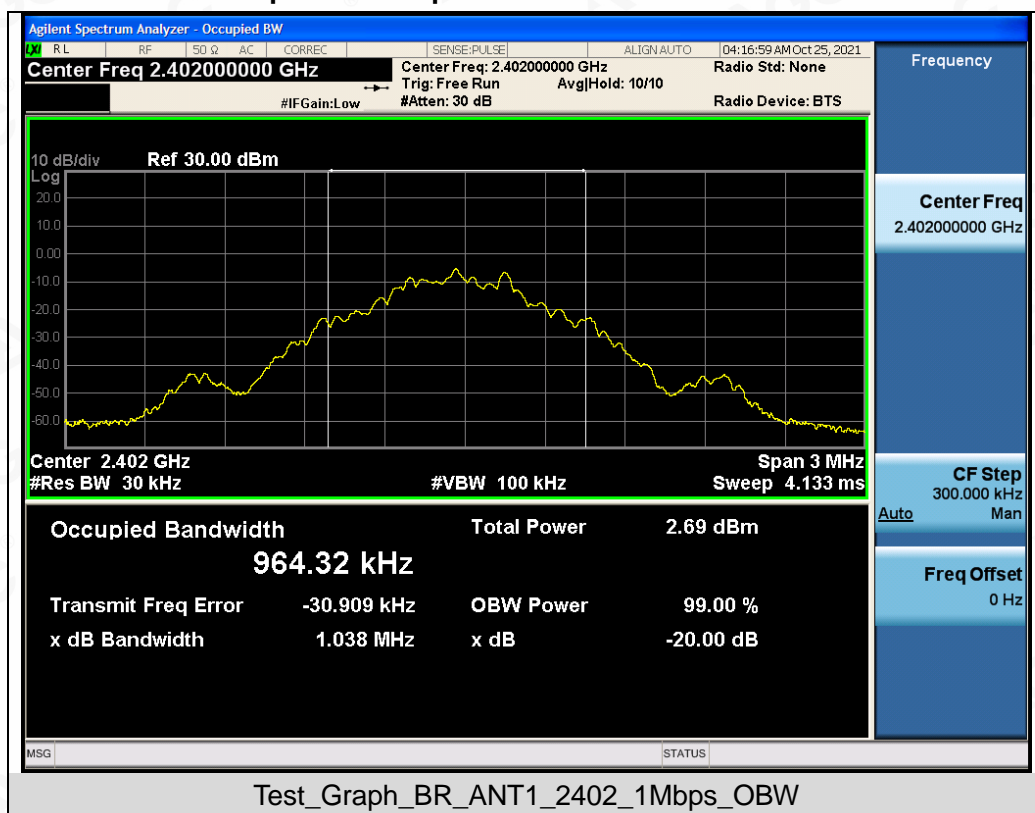 Agilent Spectrum Analyzer - Occupied BW
LXI RL RF 50 Ω AC CORREC SENSE:PULSE ALIGN AUTO 04:16:59 AM Oct 25, 2021
Center Freq 2.402000000 GHz
Center Freq: 2.402000000 GHz
Radio Std: None
Trig: Free Run Avg|Hold: 10/10
#IFGain:Low
#Atten: 30 dB
Radio Device: BTS
10 dB/div Ref 30.00 dBm
Log
20.0
10.0
0.00
-10.0
-20.0
-30.0
-40.0
-50.0
-60.0
Center 2.402 GHz Span 3 MHz
#Res BW 30 kHz #VBW 100 kHz Sweep 4.133 ms
Occupied Bandwidth Total Power 2.69 dBm
964.32 kHz
Transmit Freq Error -30.909 kHz OBW Power 99.00 %
x dB Bandwidth 1.038 MHz x dB -20.00 dB
MSG STATUS
Frequency
Center Freq
2.402000000 GHz
CF Step
300.000 kHz
Auto Man
Freq Offset
0 Hz
Test_Graph_BR_ANT1_2402_1Mbps_OBW